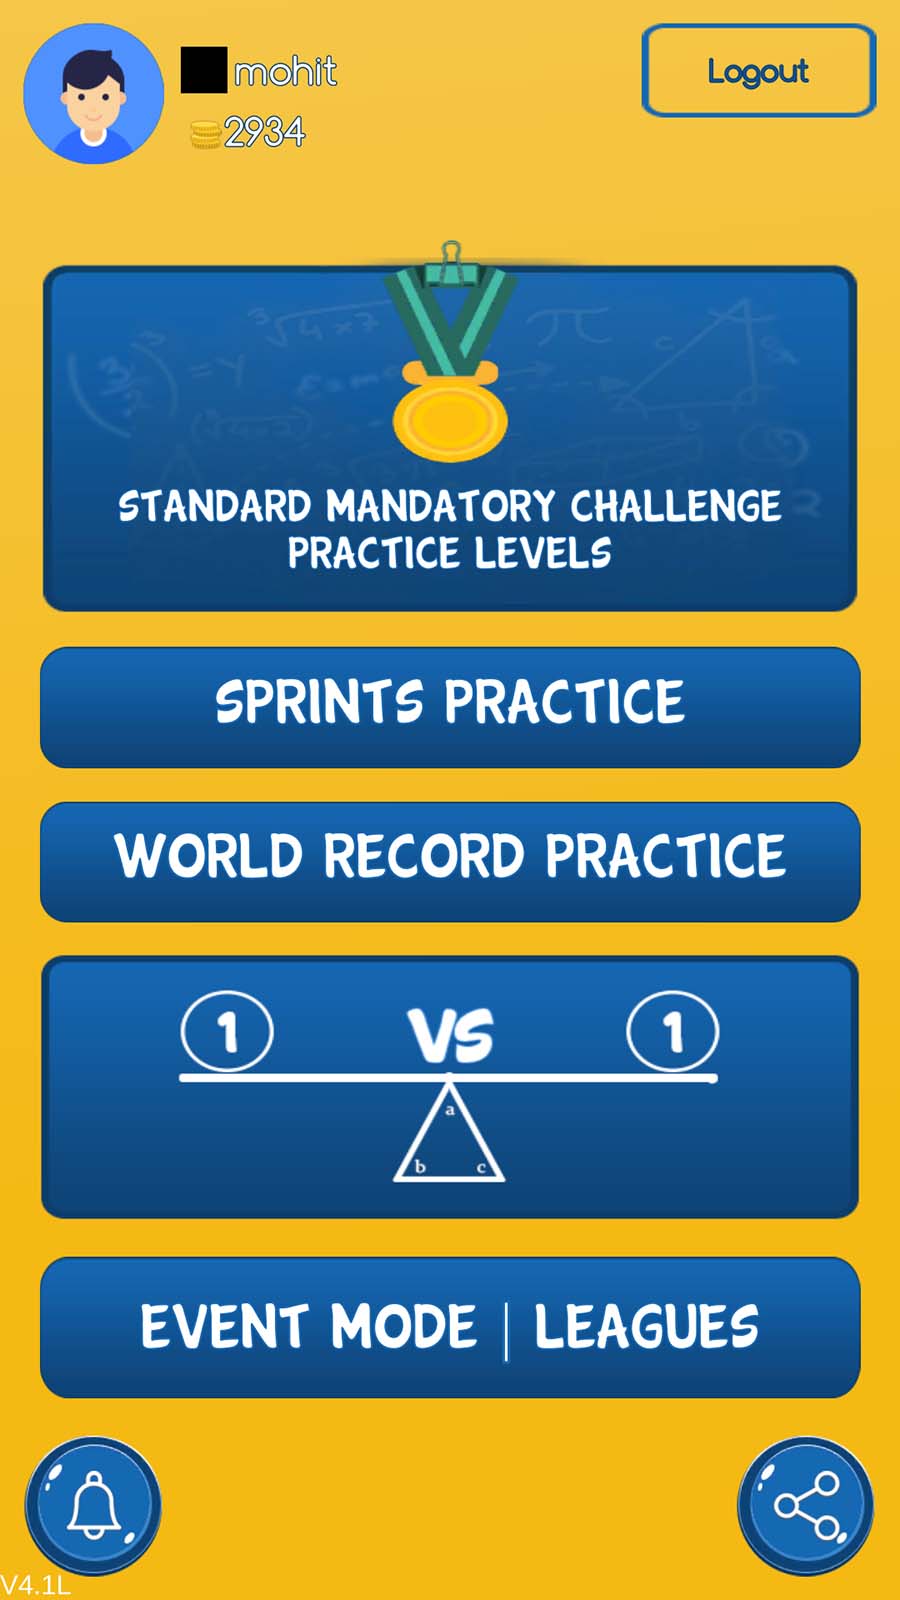 mohit
Logout
2934
STANDARD MANDATORY CHALLENGE
PRACTICE LEVELS
SPRINTS PRACTICE
WORLD RECORD PRACTICE
1 VS 1
a
b c
EVENT MODE | LEAGUES
V4.1L